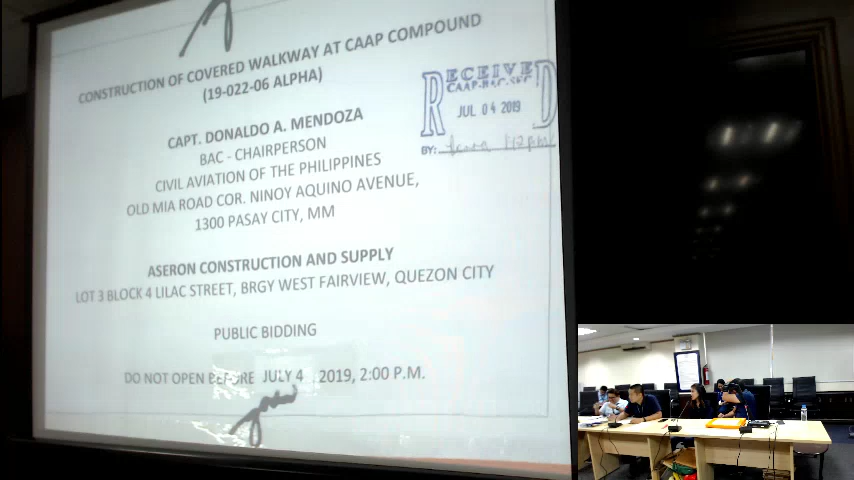 CONSTRUCTION OF COVERED WALKWAY AT CAAP COMPOUND
(19-022-06 ALPHA)
RECEIVED
CAAP-BAC.SEC
JUL 04 2019
BY:
CAPT. DONALDO A. MENDOZA
BAC - CHAIRPERSON
CIVIL AVIATION OF THE PHILIPPINES
OLD MIA ROAD COR. NINOY AQUINO AVENUE,
1300 PASAY CITY, MM
ASERON CONSTRUCTION AND SUPPLY
LOT 3 BLOCK 4 LILAC STREET, BRGY WEST FAIRVIEW, QUEZON CITY
PUBLIC BIDDING
DO NOT OPEN BEFORE JULY 4 , 2019, 2:00 P.M.